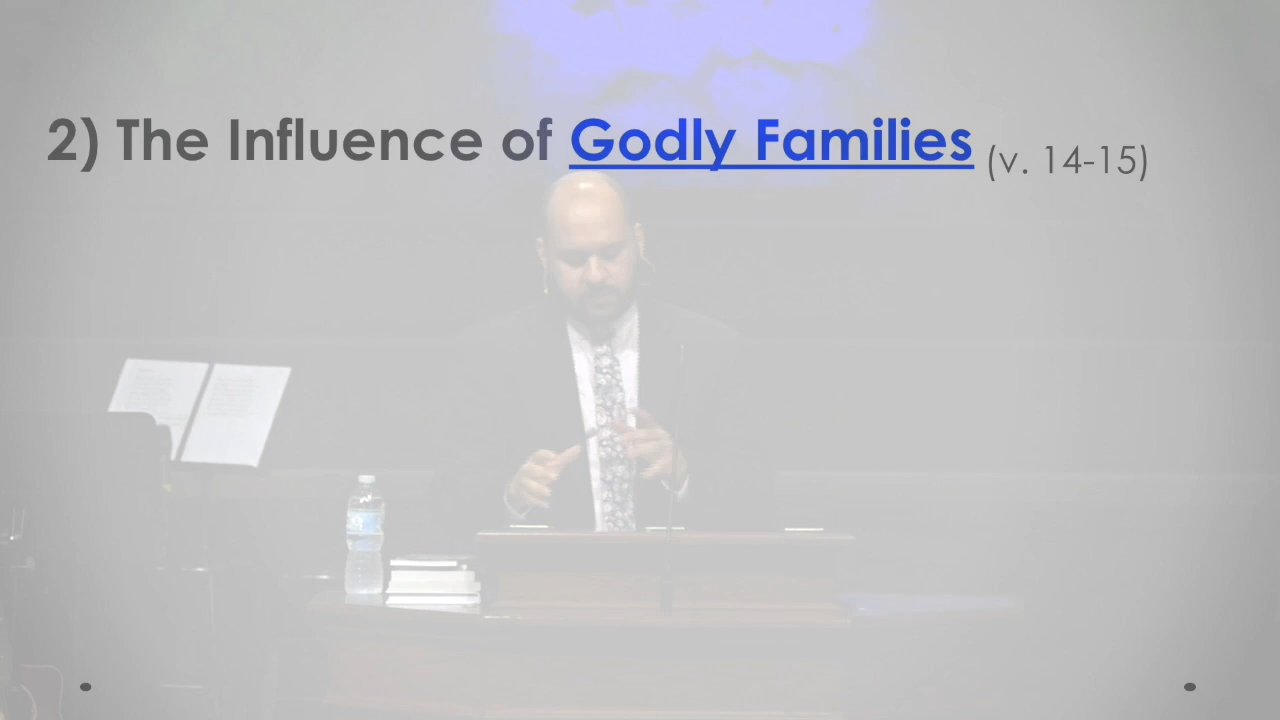 2) The Influence of Godly Families (v. 14-15)